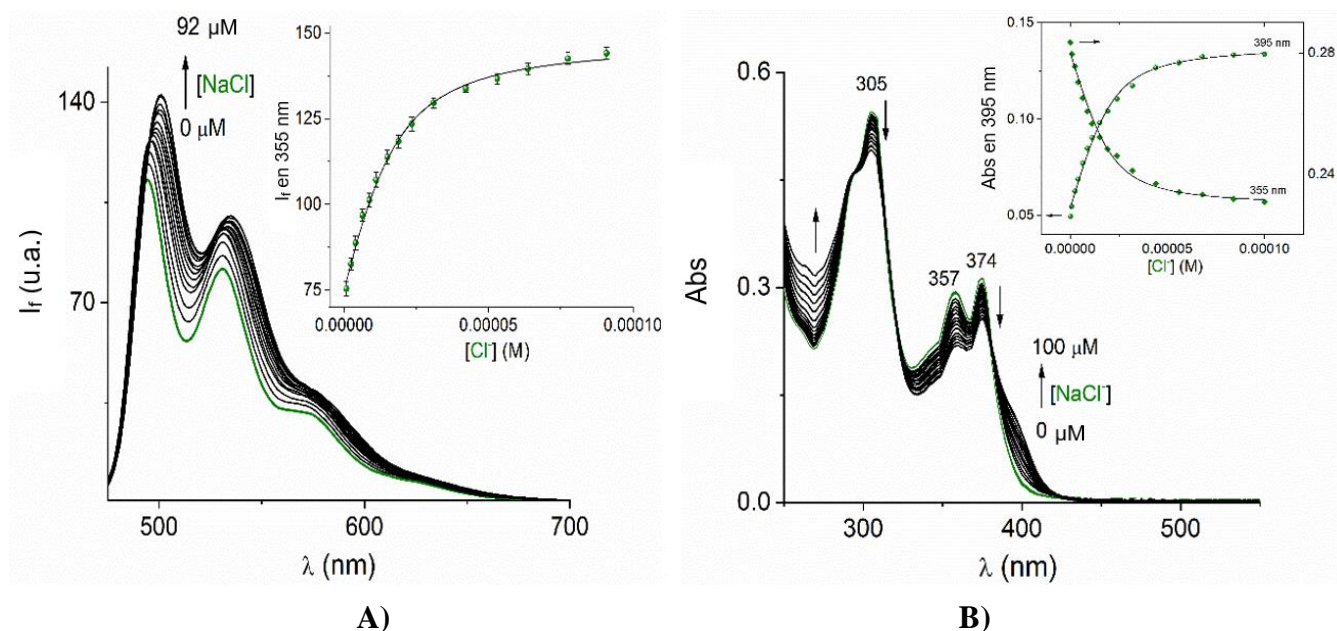 92 µM
[NaCl]
0 µM
140
70
I_f (u.a.)
500
600
700
λ (nm)
150
125
100
75
I_f en 355 nm
0.00000
0.00005
0.00010
[Cl⁻] (M)
A)
0.6
0.3
0.0
Abs
305
357
374
100 µM
[NaCl⁻]
0 µM
300
400
500
λ (nm)
0.15
0.10
0.05
Abs en 395 nm
395 nm
355 nm
0.28
0.24
0.00000
0.00005
0.00010
[Cl⁻] (M)
B)